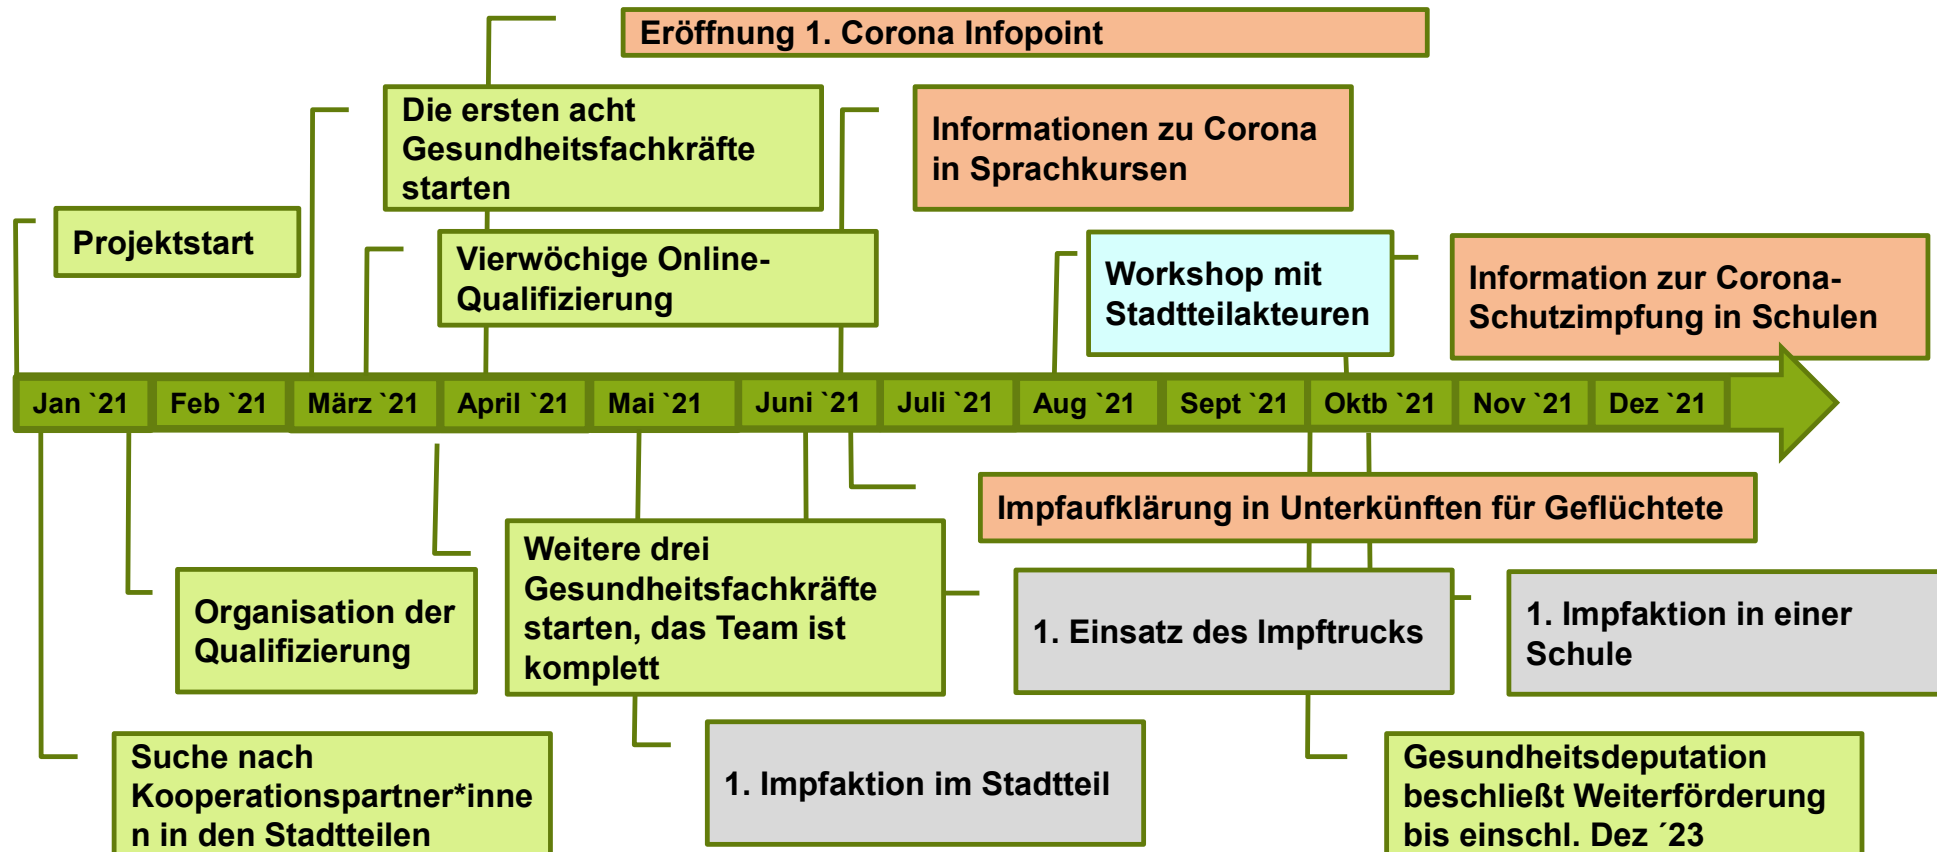 Eröffnung 1. Corona Infopoint
Die ersten acht
Gesundheitsfachkräfte
starten
Informationen zu Corona
in Sprachkursen
Projektstart
Vierwöchige Online-
Qualifizierung
Workshop mit
Stadtteilakteuren
Information zur Corona-
Schutzimpfung in Schulen
Jan `21
Feb `21
März `21
April `21
Mai `21
Juni `21
Juli `21
Aug `21
Sept `21
Oktb `21
Nov `21
Dez `21
Impfaufklärung in Unterkünften für Geflüchtete
Weitere drei
Gesundheitsfachkräfte
starten, das Team ist
komplett
Organisation der
Qualifizierung
1. Einsatz des Impftrucks
1. Impfaktion in einer
Schule
Suche nach
Kooperationspartner*inne
n in den Stadtteilen
1. Impfaktion im Stadtteil
Gesundheitsdeputation
beschließt Weiterförderung
bis einschl. Dez ´23